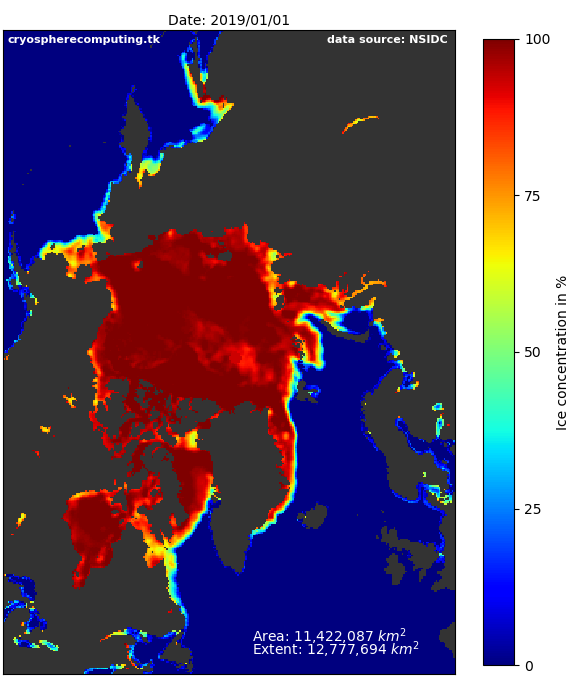 Date: 2019/01/01
cryospherecomputing.tk
data source: NSIDC
100
75
50
25
0
Ice concentration in %
Area: 11,422,087 km²
Extent: 12,777,694 km²